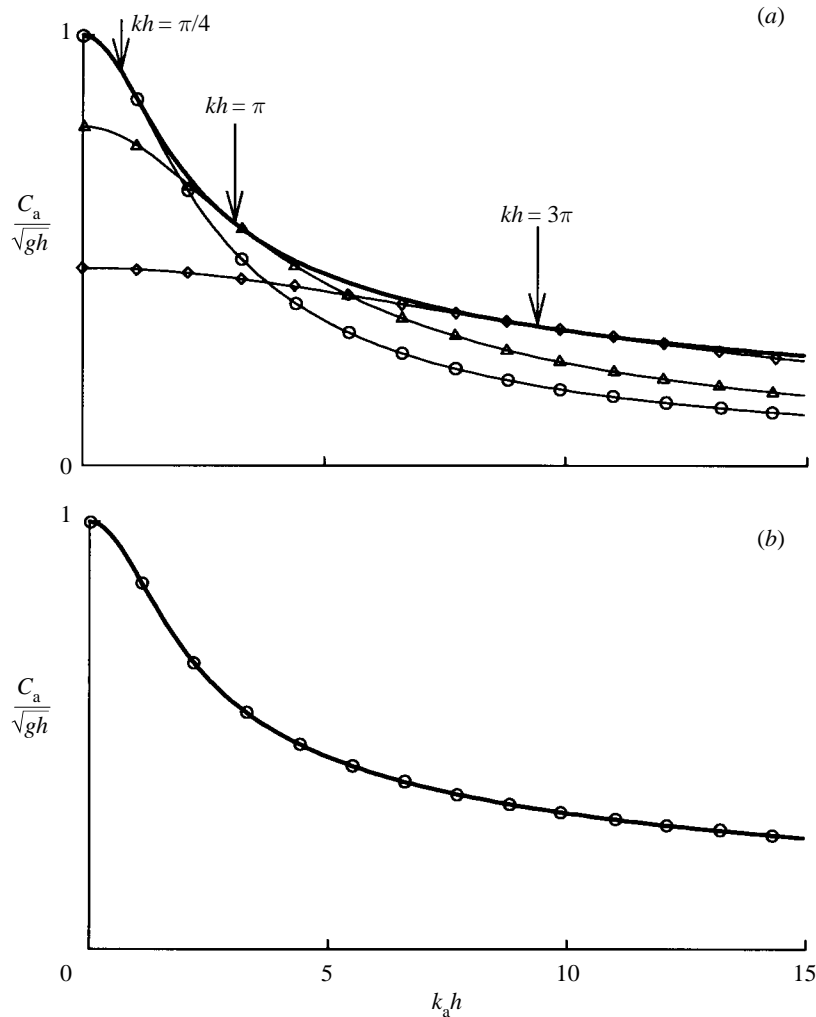 1
kh = π/4
(a)
kh = π
kh = 3π
C_a
√gh
0
1
(b)
C_a
√gh
0
5
10
15
k_a h